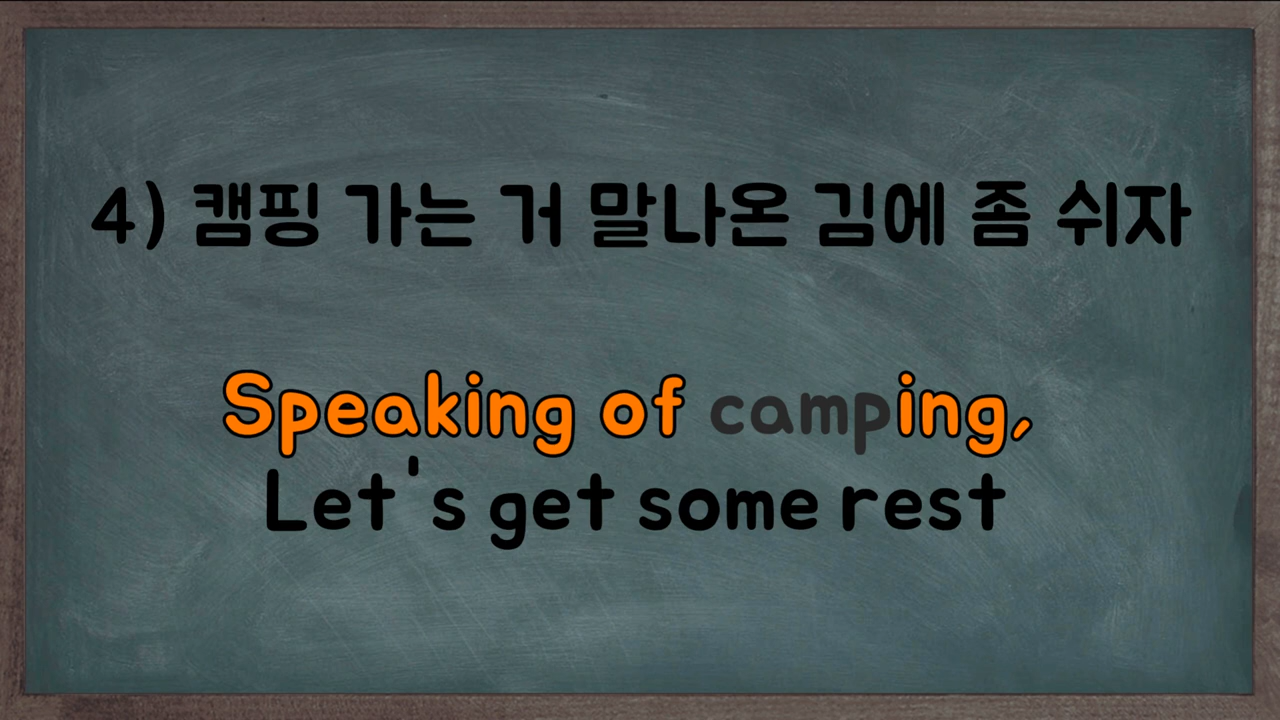 4) 캠핑 가는 거 말나온 김에 좀 쉬자
Speaking of camping,
Let's get some rest